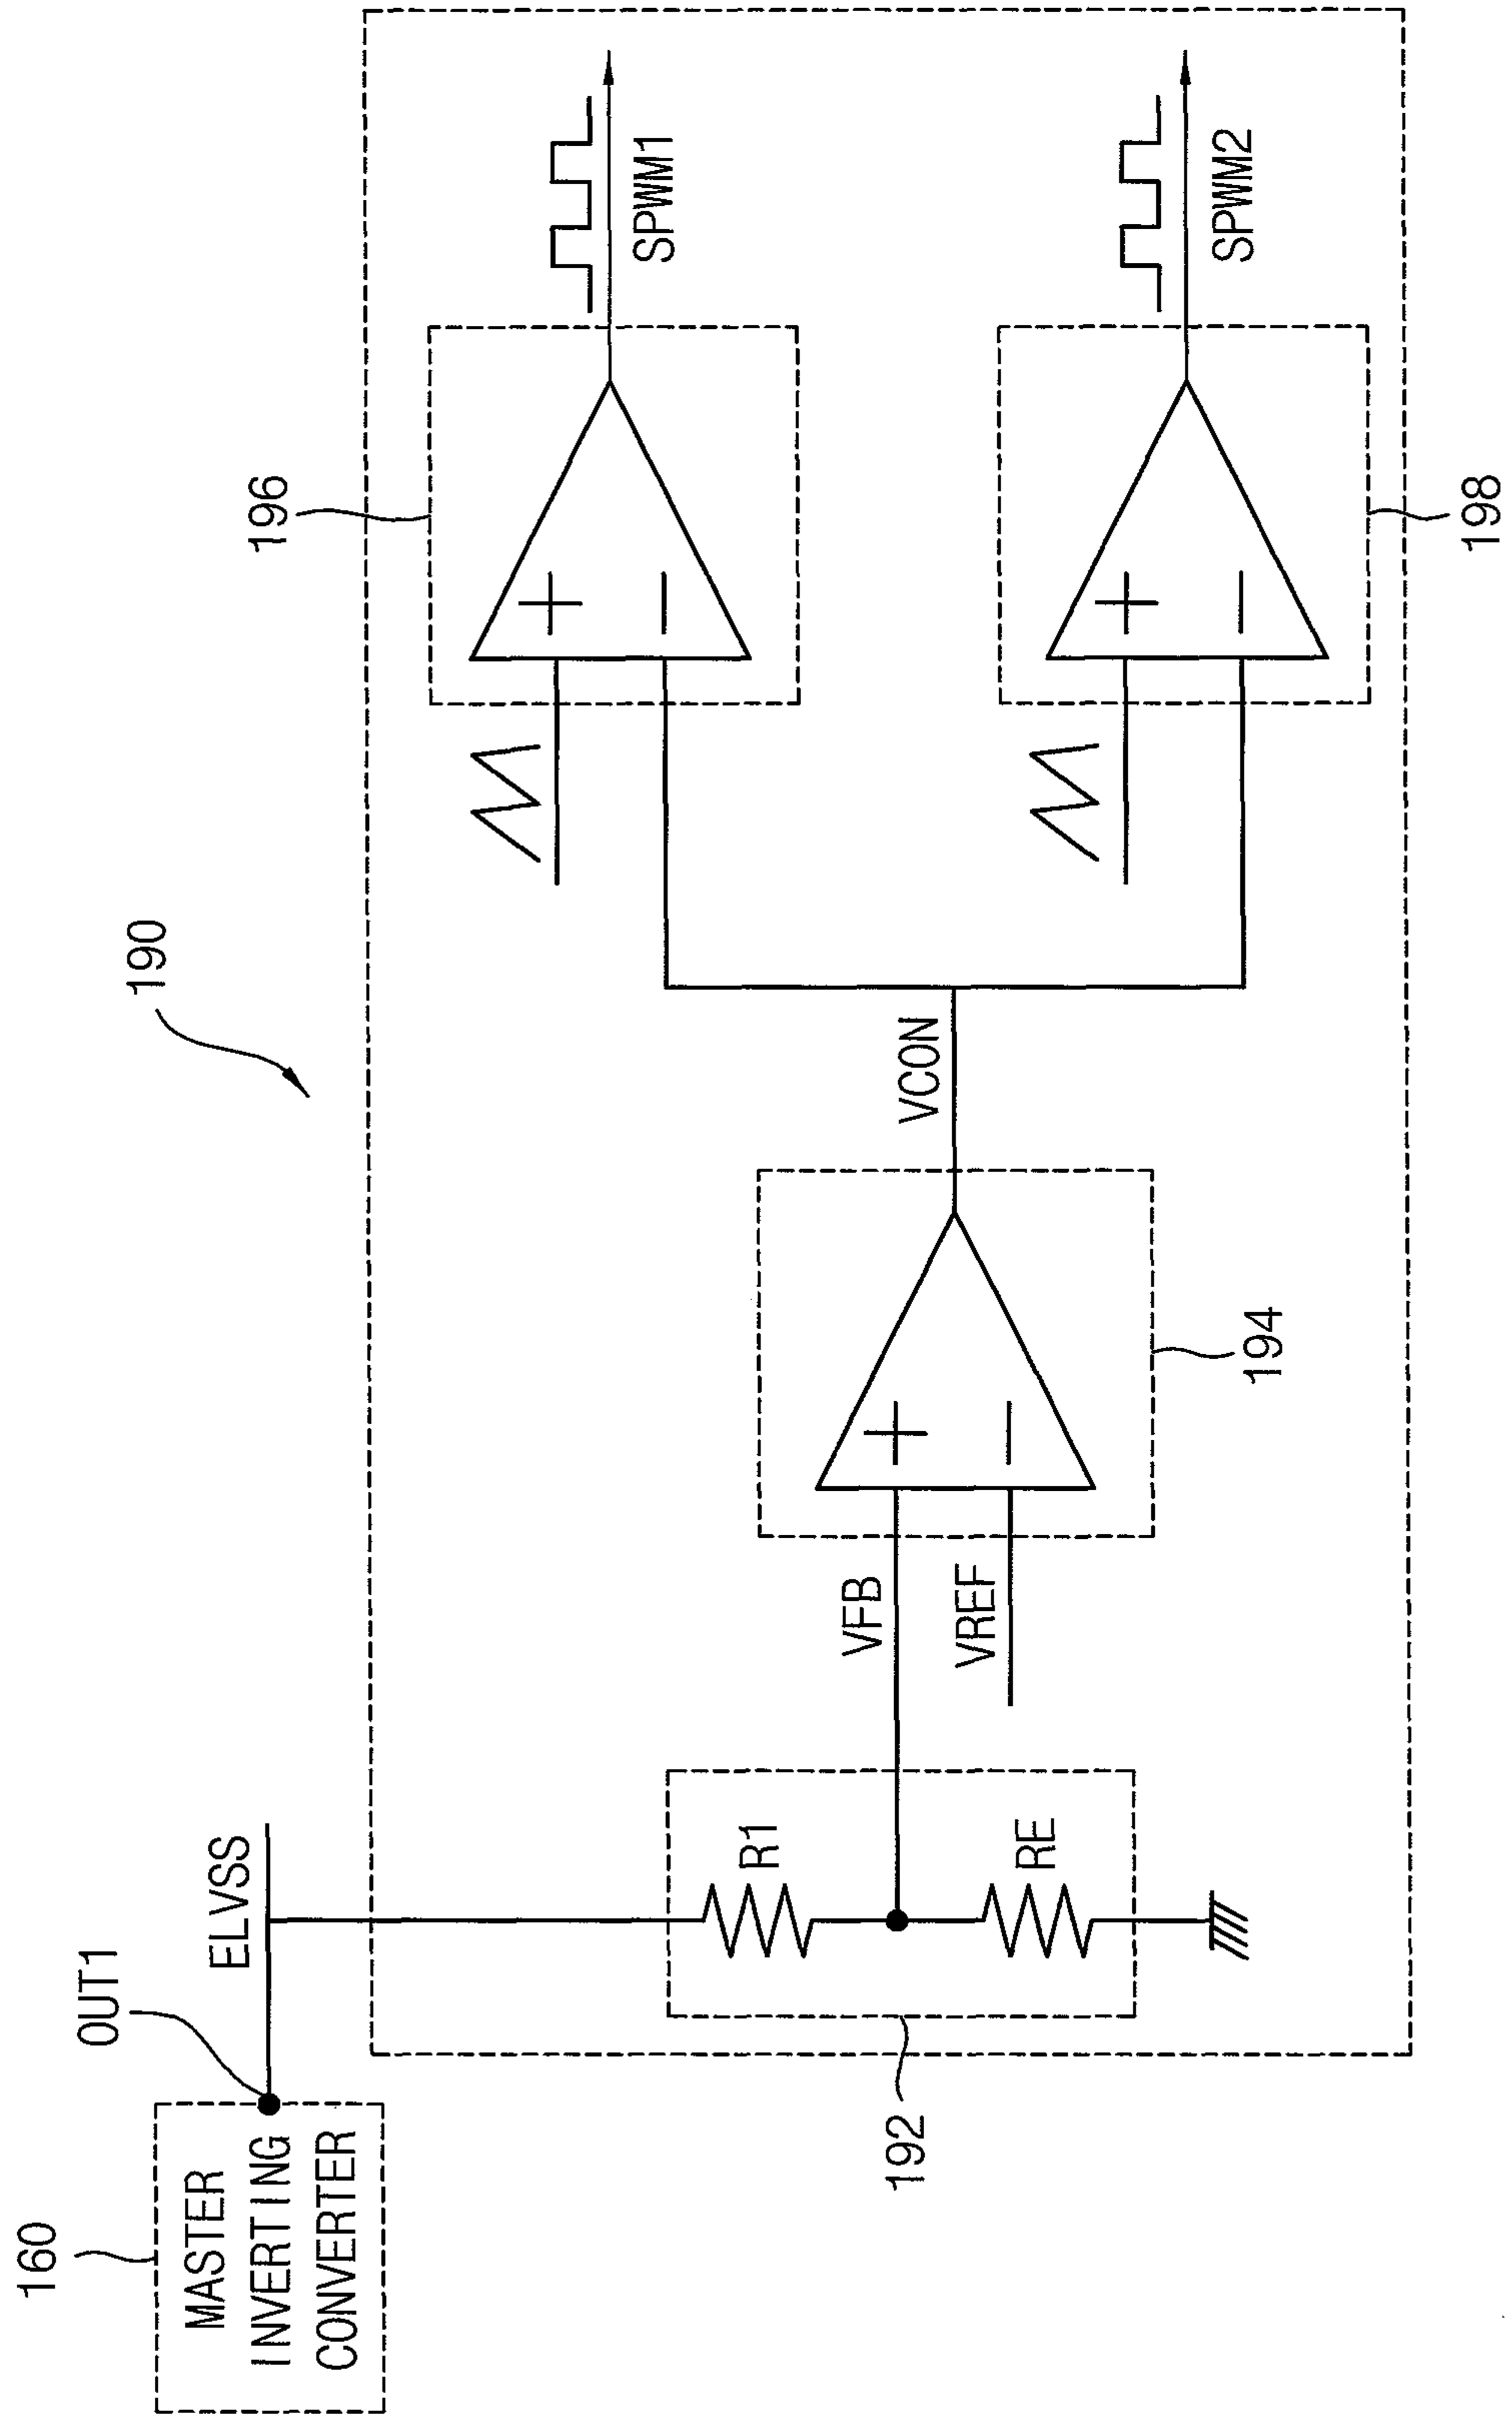 190
160
MASTER
INVERTING
CONVERTER
OUT1
ELVSS
192
R1
RE
VFB
VREF
194
VCON
196
SPWM1
198
SPWM2
+
−
+
−
+
−